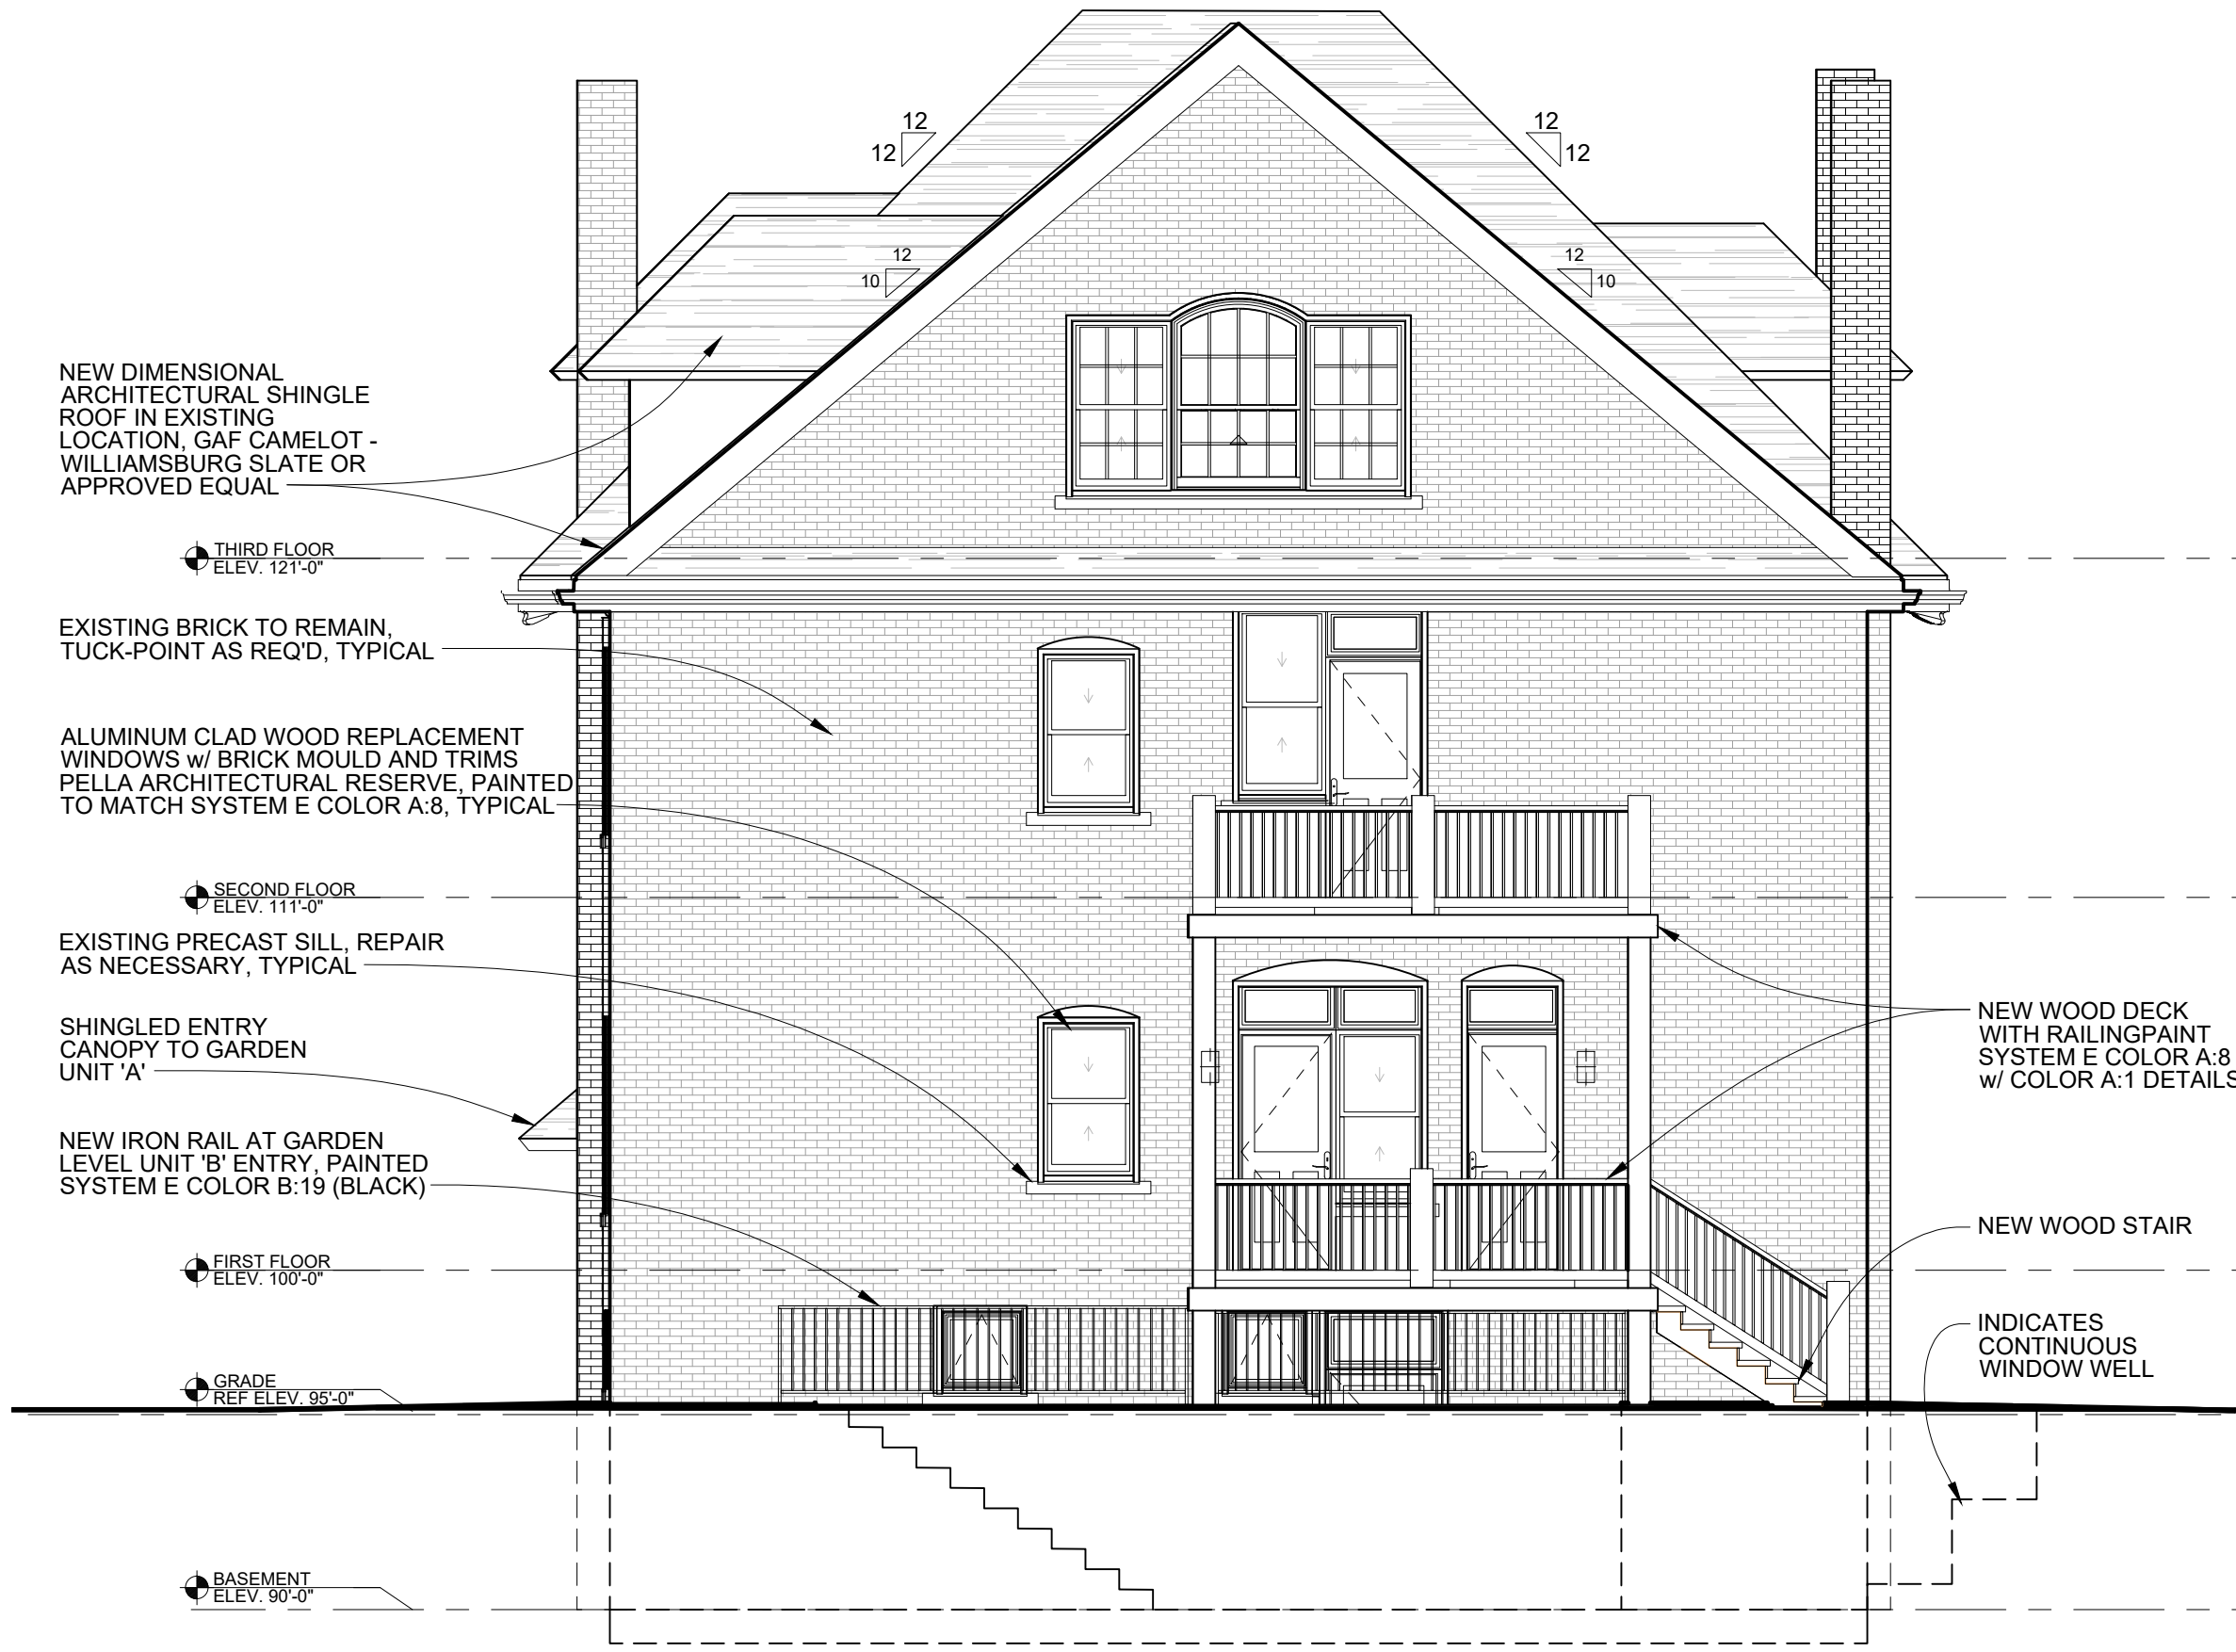 12
12
12
12
12
10
12
10
NEW DIMENSIONAL
ARCHITECTURAL SHINGLE
ROOF IN EXISTING
LOCATION, GAF CAMELOT -
WILLIAMSBURG SLATE OR
APPROVED EQUAL
THIRD FLOOR
ELEV. 121'-0"
EXISTING BRICK TO REMAIN,
TUCK-POINT AS REQ'D, TYPICAL
ALUMINUM CLAD WOOD REPLACEMENT
WINDOWS w/ BRICK MOULD AND TRIMS
PELLA ARCHITECTURAL RESERVE, PAINTED
TO MATCH SYSTEM E COLOR A:8, TYPICAL
SECOND FLOOR
ELEV. 111'-0"
EXISTING PRECAST SILL, REPAIR
AS NECESSARY, TYPICAL
SHINGLED ENTRY
CANOPY TO GARDEN
UNIT 'A'
NEW IRON RAIL AT GARDEN
LEVEL UNIT 'B' ENTRY, PAINTED
SYSTEM E COLOR B:19 (BLACK)
FIRST FLOOR
ELEV. 100'-0"
GRADE
REF ELEV. 95'-0"
BASEMENT
ELEV. 90'-0"
NEW WOOD DECK
WITH RAILINGPAINT
SYSTEM E COLOR A:8
w/ COLOR A:1 DETAILS
NEW WOOD STAIR
INDICATES
CONTINUOUS
WINDOW WELL